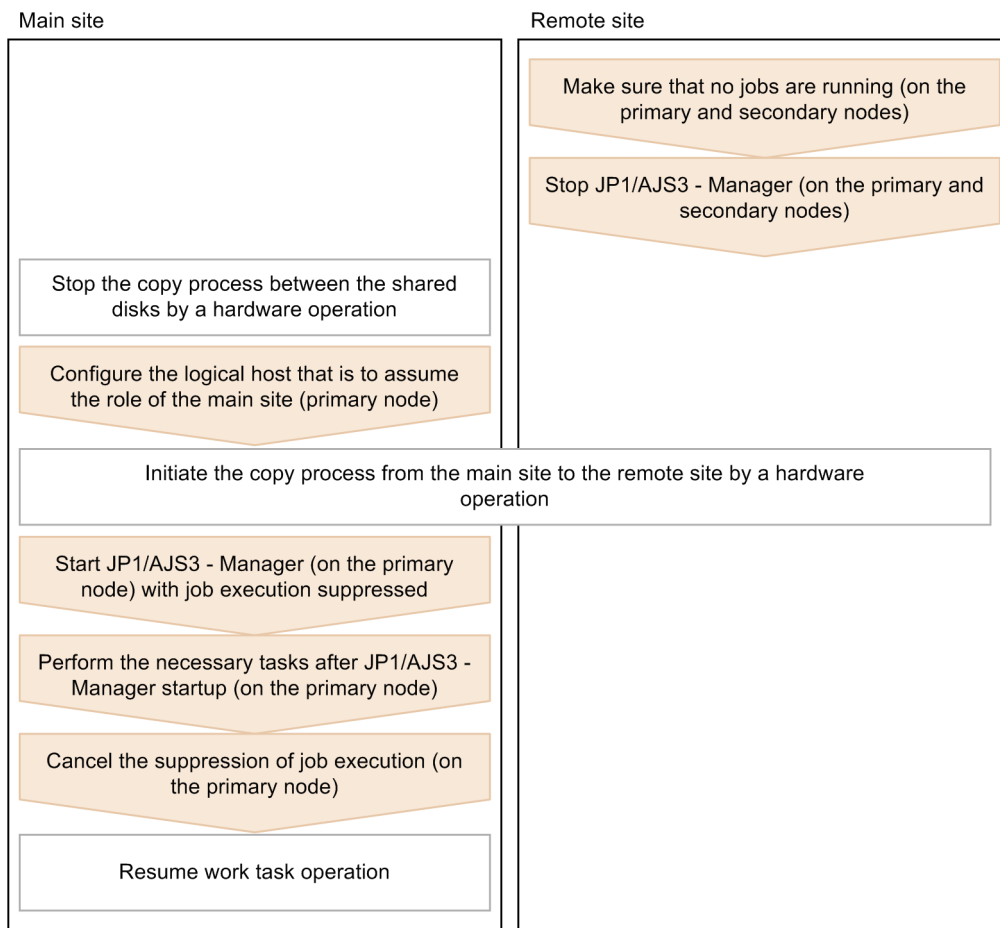 Main site
Remote site
Make sure that no jobs are running (on the
primary and secondary nodes)
Stop JP1/AJS3 - Manager (on the primary and
secondary nodes)
Stop the copy process between the shared
disks by a hardware operation
Configure the logical host that is to assume
the role of the main site (primary node)
Initiate the copy process from the main site to the remote site by a hardware
operation
Start JP1/AJS3 - Manager (on the primary
node) with job execution suppressed
Perform the necessary tasks after JP1/AJS3 -
Manager startup (on the primary node)
Cancel the suppression of job execution (on
the primary node)
Resume work task operation